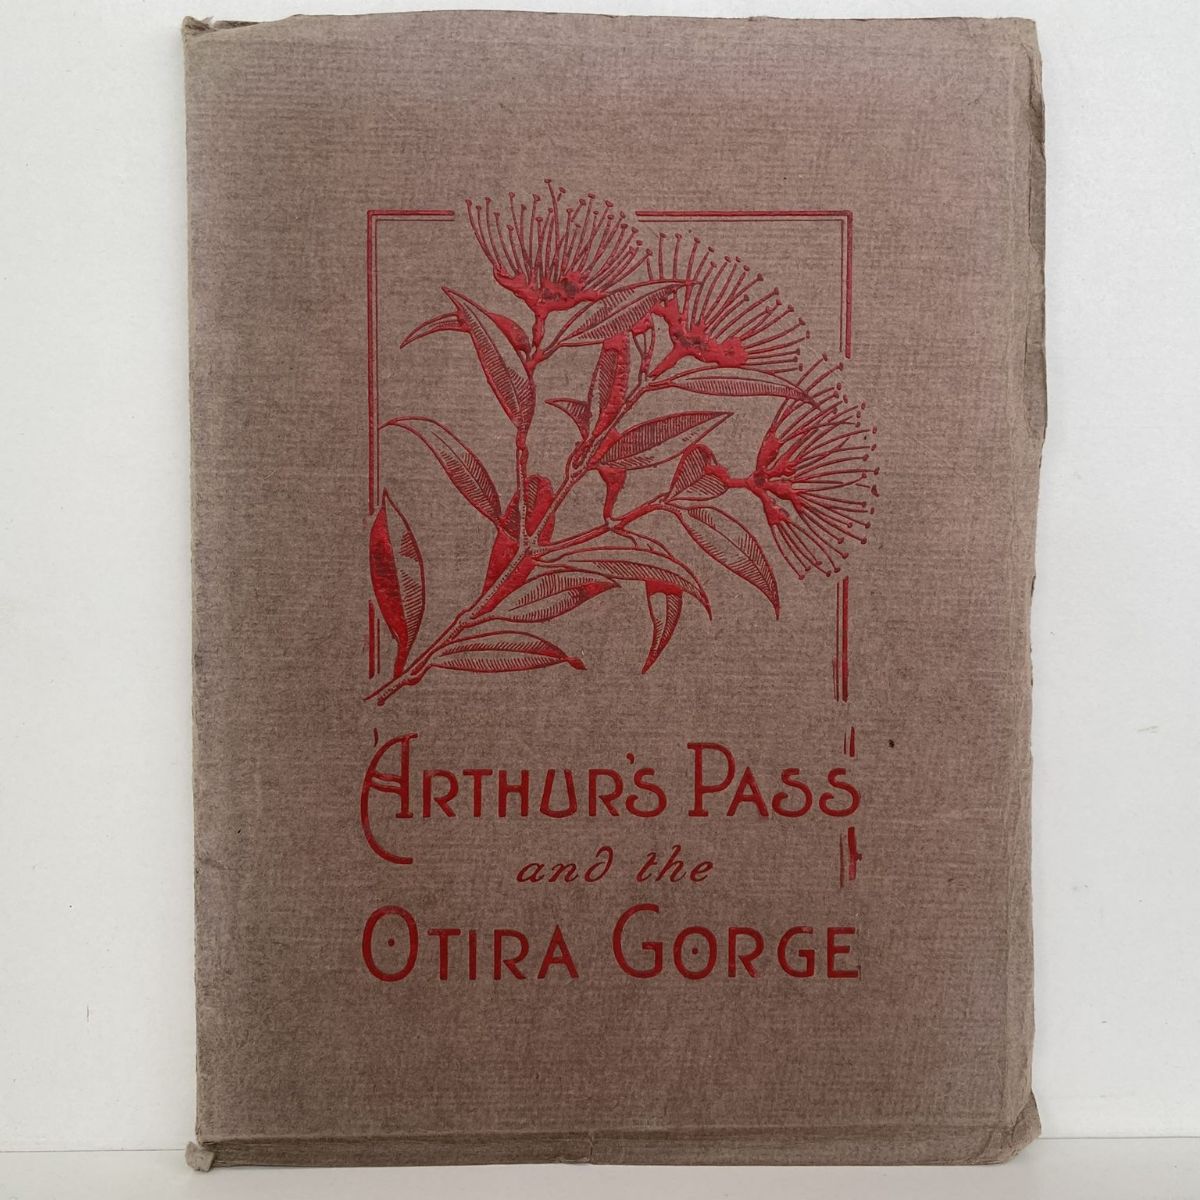 ARTHUR'S PASS
and the
OTIRA GORGE